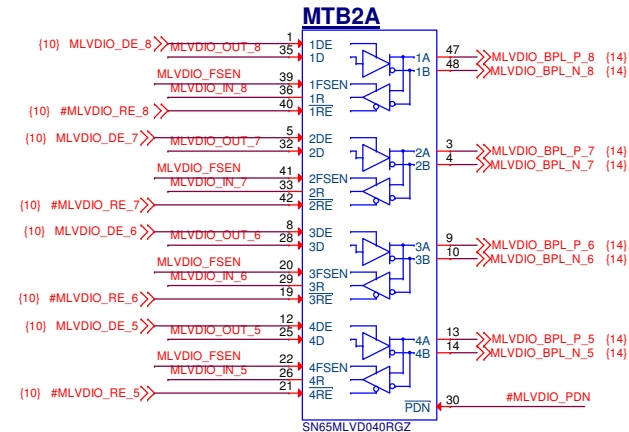 MTB2A
{10} MLVDIO_DE_8 1 1DE
MLVDIO_OUT_8 35 1D 1A 47 MLVDIO_BPL_P_8 {14}
1B 48 MLVDIO_BPL_N_8 {14}
MLVDIO_FSEN 39 1FSEN
MLVDIO_IN_8 36 1R
{10} #MLVDIO_RE_8 40 1RE
{10} MLVDIO_DE_7 5 2DE
MLVDIO_OUT_7 32 2D 2A 3 MLVDIO_BPL_P_7 {14}
2B 4 MLVDIO_BPL_N_7 {14}
MLVDIO_FSEN 41 2FSEN
MLVDIO_IN_7 33 2R
{10} #MLVDIO_RE_7 42 2RE
{10} MLVDIO_DE_6 8 3DE
MLVDIO_OUT_6 28 3D 3A 9 MLVDIO_BPL_P_6 {14}
3B 10 MLVDIO_BPL_N_6 {14}
MLVDIO_FSEN 20 3FSEN
MLVDIO_IN_6 29 3R
{10} #MLVDIO_RE_6 19 3RE
{10} MLVDIO_DE_5 12 4DE
MLVDIO_OUT_5 25 4D 4A 13 MLVDIO_BPL_P_5 {14}
4B 14 MLVDIO_BPL_N_5 {14}
MLVDIO_FSEN 22 4FSEN
MLVDIO_IN_5 26 4R
{10} #MLVDIO_RE_5 21 4RE
PDN 30 #MLVDIO_PDN
SN65MLVD040RGZ